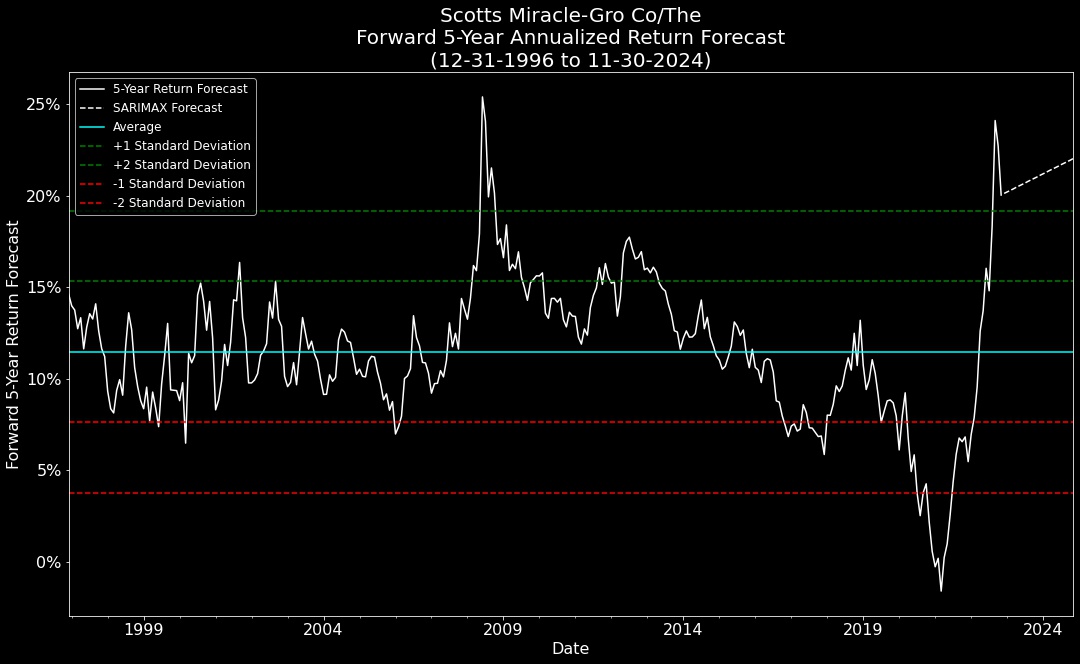 Scotts Miracle-Gro Co/The
Forward 5-Year Annualized Return Forecast
(12-31-1996 to 11-30-2024)
5-Year Return Forecast
SARIMAX Forecast
Average
+1 Standard Deviation
+2 Standard Deviation
-1 Standard Deviation
-2 Standard Deviation
Forward 5-Year Return Forecast
25%
20%
15%
10%
5%
0%
1999
2004
2009
2014
2019
2024
Date